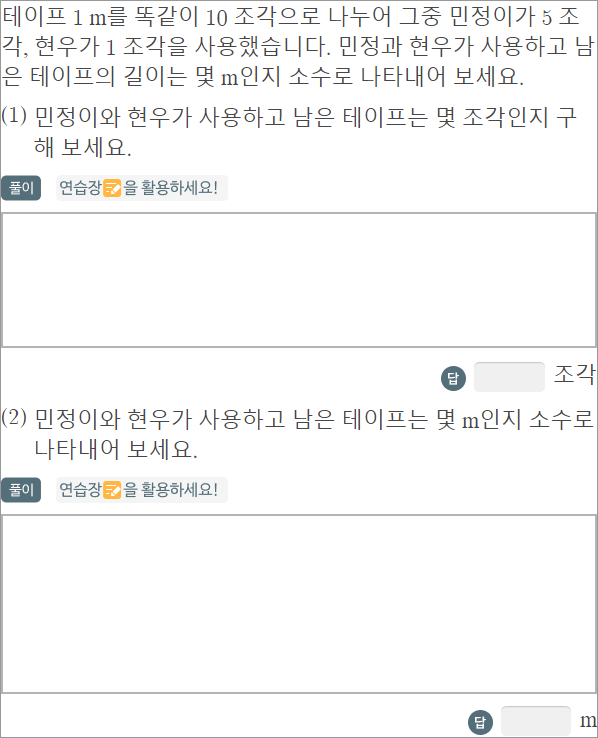 테이프 1 m를 똑같이 10 조각으로 나누어 그중 민정이가 5 조
각, 현우가 1 조각을 사용했습니다. 민정과 현우가 사용하고 남
은 테이프의 길이는 몇 m인지 소수로 나타내어 보세요.
(1) 민정이와 현우가 사용하고 남은 테이프는 몇 조각인지 구
해 보세요.
풀이 연습장을 활용하세요!
답 조각
(2) 민정이와 현우가 사용하고 남은 테이프는 몇 m인지 소수로
나타내어 보세요.
풀이 연습장을 활용하세요!
답 m